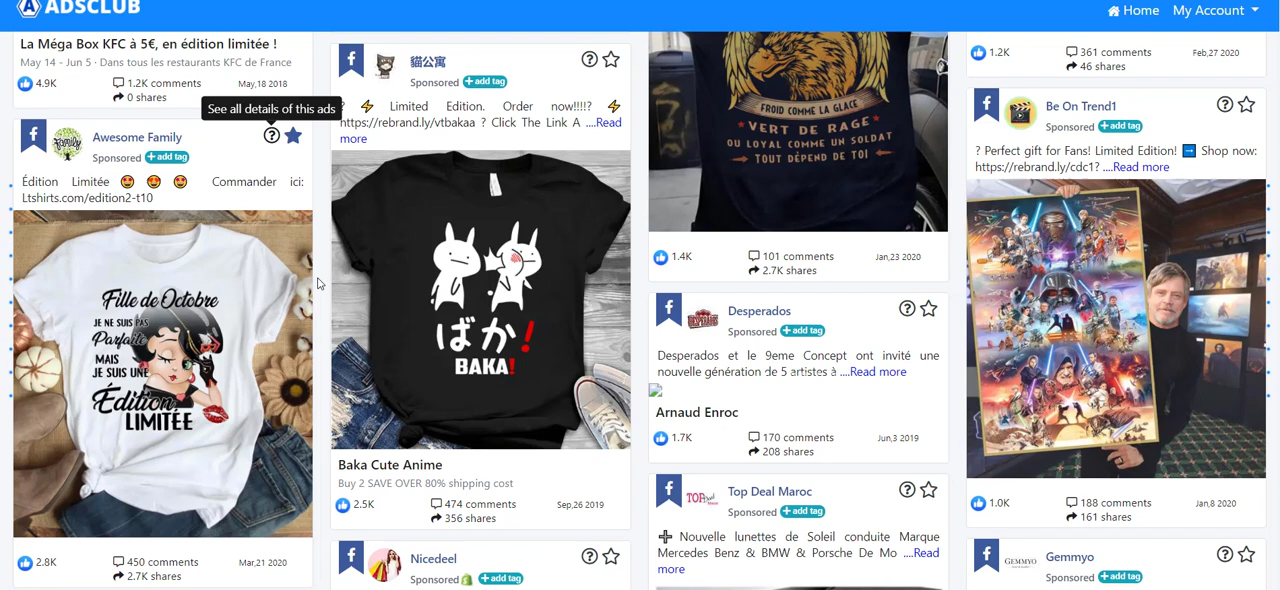 ADSCLUB
Home My Account
La Méga Box KFC à 5€, en édition limitée !
May 14 - Jun 5 · Dans tous les restaurants KFC de France
4.9K
1.2K comments
May,18 2018
0 shares
See all details of this ads
Awesome Family
Sponsored + add tag
Édition Limitée Commander ici:
Ltshirts.com/edition2-t10
Fille de Octobre
JE NE SUIS PAS
Parfaite
MAIS
JE SUIS UNE
Édition
LIMITÉE
2.8K
450 comments
Mar,21 2020
2.7K shares
貓公寓
Sponsored + add tag
? ⚡ Limited Edition. Order now!!!!? ⚡
https://rebrand.ly/vtbakaa ? Click The Link A ....Read
more
ばか!
BAKA!
Baka Cute Anime
Buy 2 SAVE OVER 80% shipping cost
2.5K
474 comments
Sep,26 2019
356 shares
Nicedeel
Sponsored + add tag
FROID COMME LA GLACE
VERT DE RAGE
OU LOYAL COMME UN SOLDAT
TOUT DÉPEND DE TOI
1.4K
101 comments
Jan,23 2020
2.7K shares
Desperados
Sponsored + add tag
Desperados et le 9eme Concept ont invité une
nouvelle génération de 5 artistes à ....Read more
Arnaud Enroc
1.7K
170 comments
Jun,3 2019
208 shares
Top Deal Maroc
Sponsored + add tag
➕ Nouvelle lunettes de Soleil conduite Marque
Mercedes Benz & BMW & Porsche De Mo ....Read
more
1.2K
361 comments
Feb,27 2020
46 shares
Be On Trend1
Sponsored + add tag
? Perfect gift for Fans! Limited Edition! ➡ Shop now:
https://rebrand.ly/cdc1? ....Read more
1.0K
188 comments
Jan,8 2020
161 shares
GEMMYO
Gemmyo
Sponsored + add tag